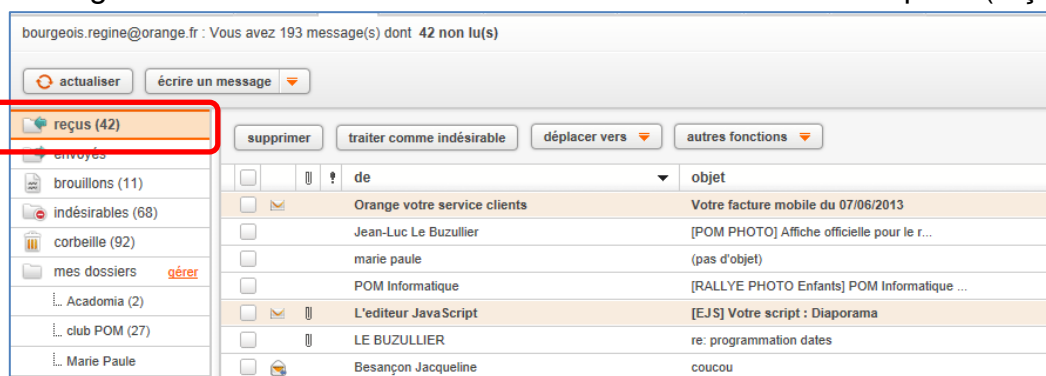 bourgeois.regine@orange.fr : Vous avez 193 message(s) dont 42 non lu(s)
actualiser écrire un message
reçus (42)
envoyés
brouillons (11)
indésirables (68)
corbeille (92)
mes dossiers gérer
Acadomia (2)
club POM (27)
Marie Paule
supprimer traiter comme indésirable déplacer vers autres fonctions
de objet
Orange votre service clients Votre facture mobile du 07/06/2013
Jean-Luc Le Buzullier [POM PHOTO] Affiche officielle pour le r...
marie paule (pas d'objet)
POM Informatique [RALLYE PHOTO Enfants] POM Informatique ...
L'editeur JavaScript [EJS] Votre script : Diaporama
LE BUZULLIER re: programmation dates
Besançon Jacqueline coucou